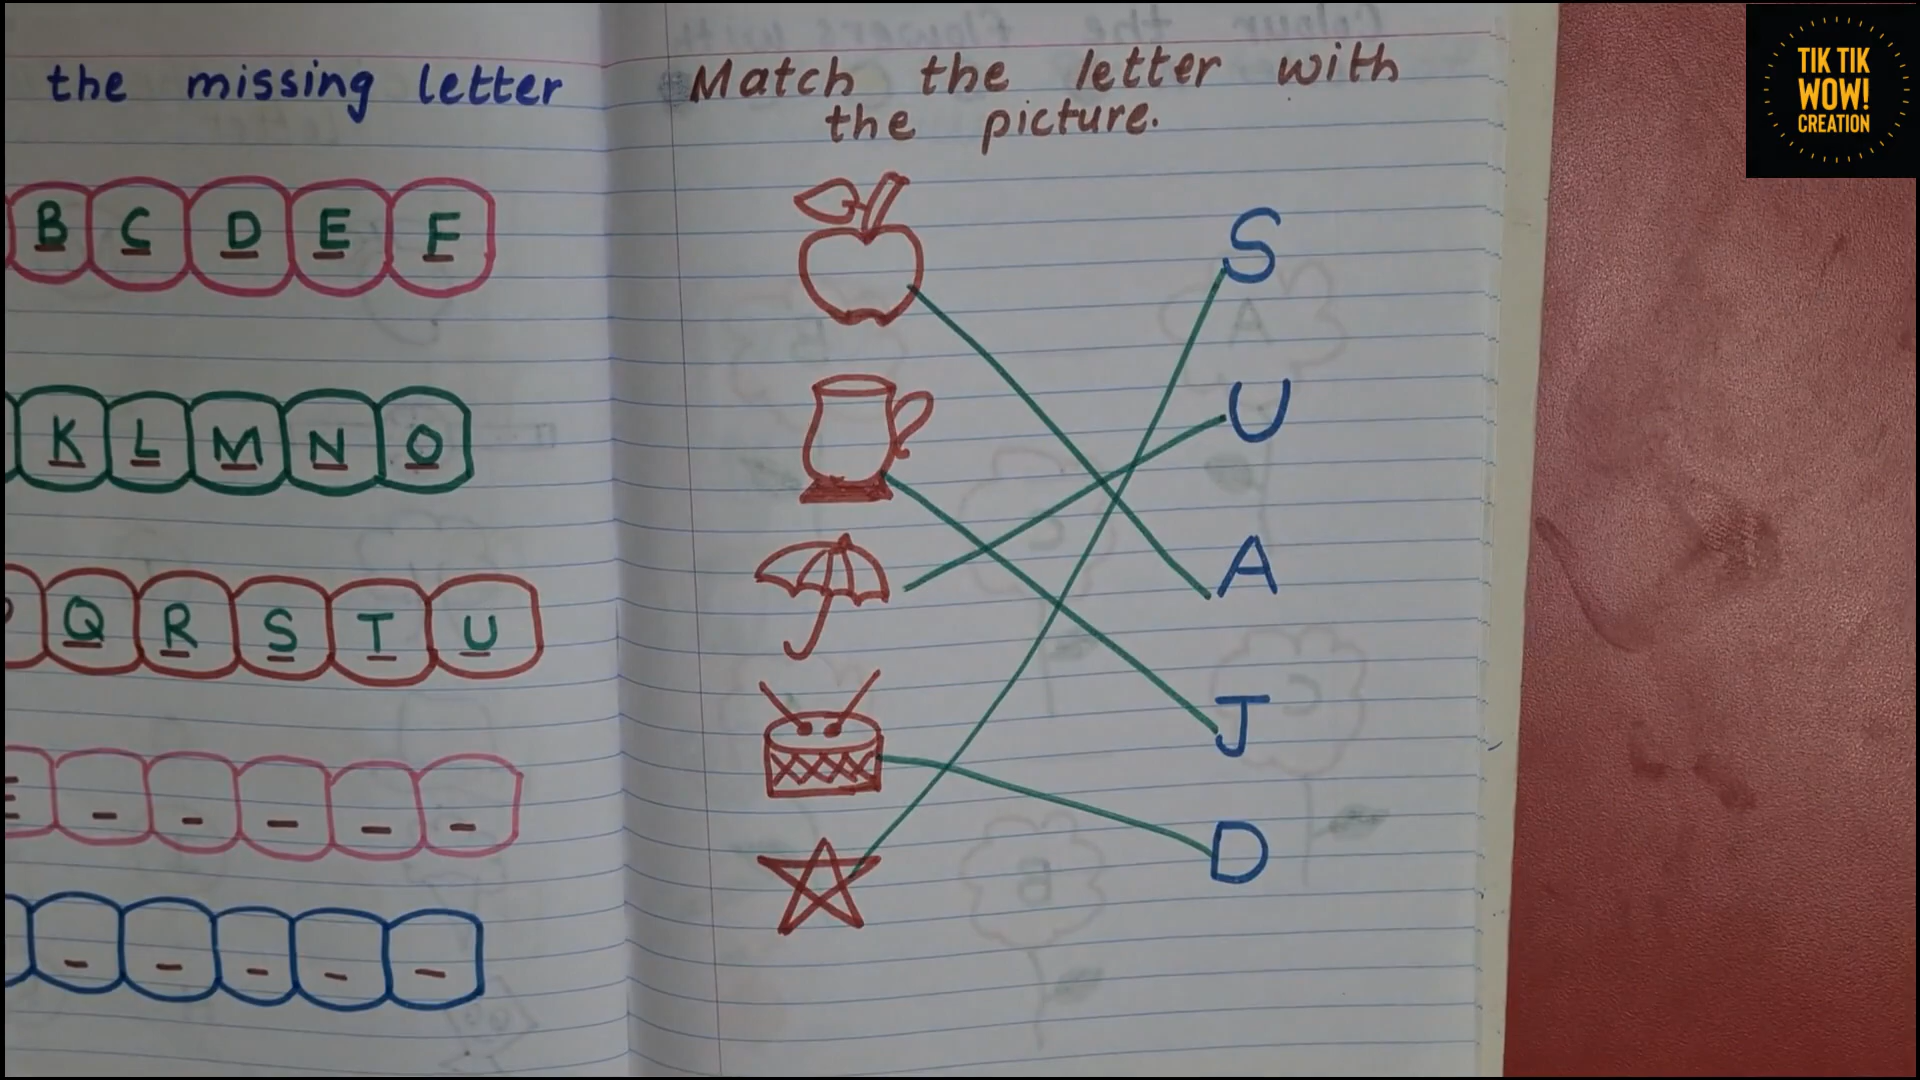 the missing letter
B C D E F
K L M N O
Q R S T U
E _ _ _ _ _
_ _ _ _ _
Match the letter with
the picture.
S
U
A
J
D
TIK TIK
WOW!
CREATION